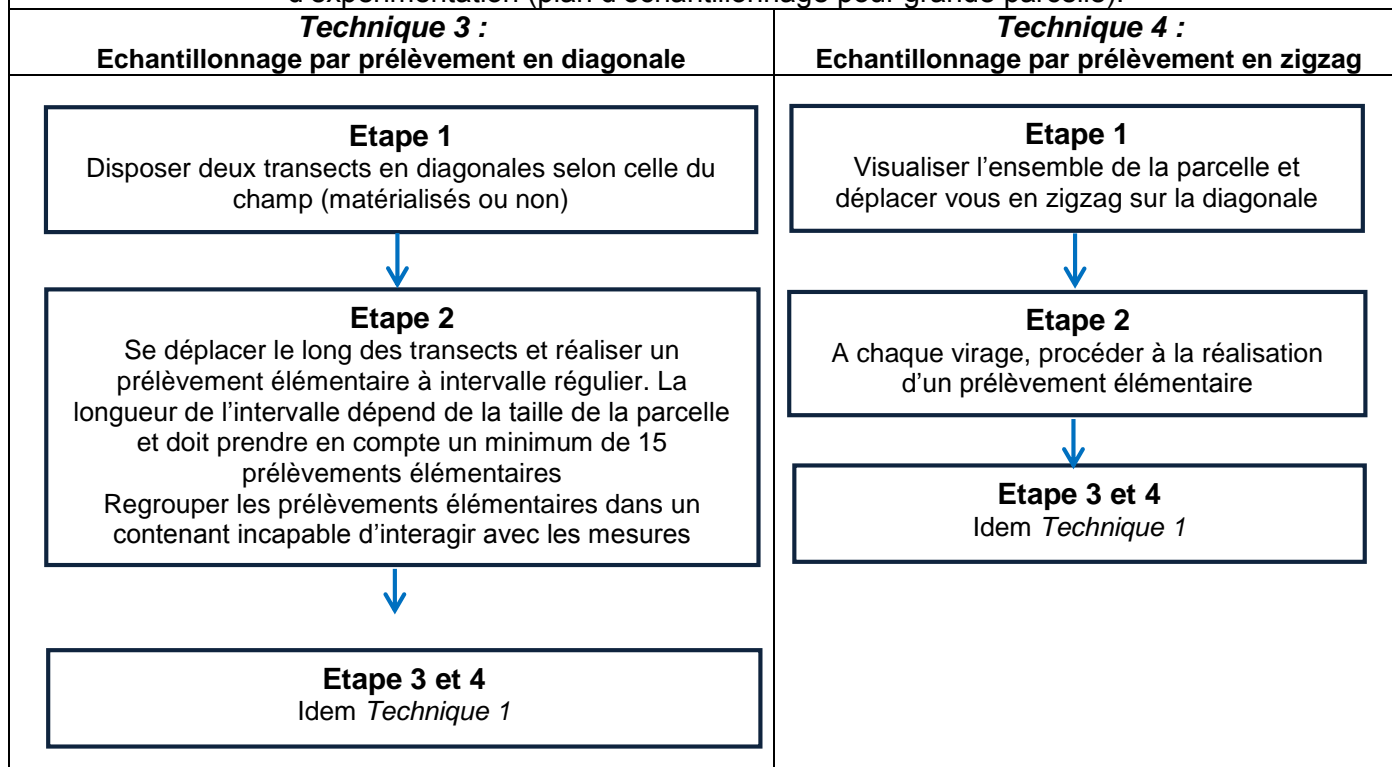 d'expérimentation (plan d'échantillonnage pour grande parcelle).
Technique 3 :
Echantillonnage par prélèvement en diagonale
Etape 1
Disposer deux transects en diagonales selon celle du
champ (matérialisés ou non)
Etape 2
Se déplacer le long des transects et réaliser un
prélèvement élémentaire à intervalle régulier. La
longueur de l'intervalle dépend de la taille de la parcelle
et doit prendre en compte un minimum de 15
prélèvements élémentaires
Regrouper les prélèvements élémentaires dans un
contenant incapable d'interagir avec les mesures
Etape 3 et 4
Idem Technique 1
Technique 4 :
Echantillonnage par prélèvement en zigzag
Etape 1
Visualiser l'ensemble de la parcelle et
déplacer vous en zigzag sur la diagonale
Etape 2
A chaque virage, procéder à la réalisation
d'un prélèvement élémentaire
Etape 3 et 4
Idem Technique 1